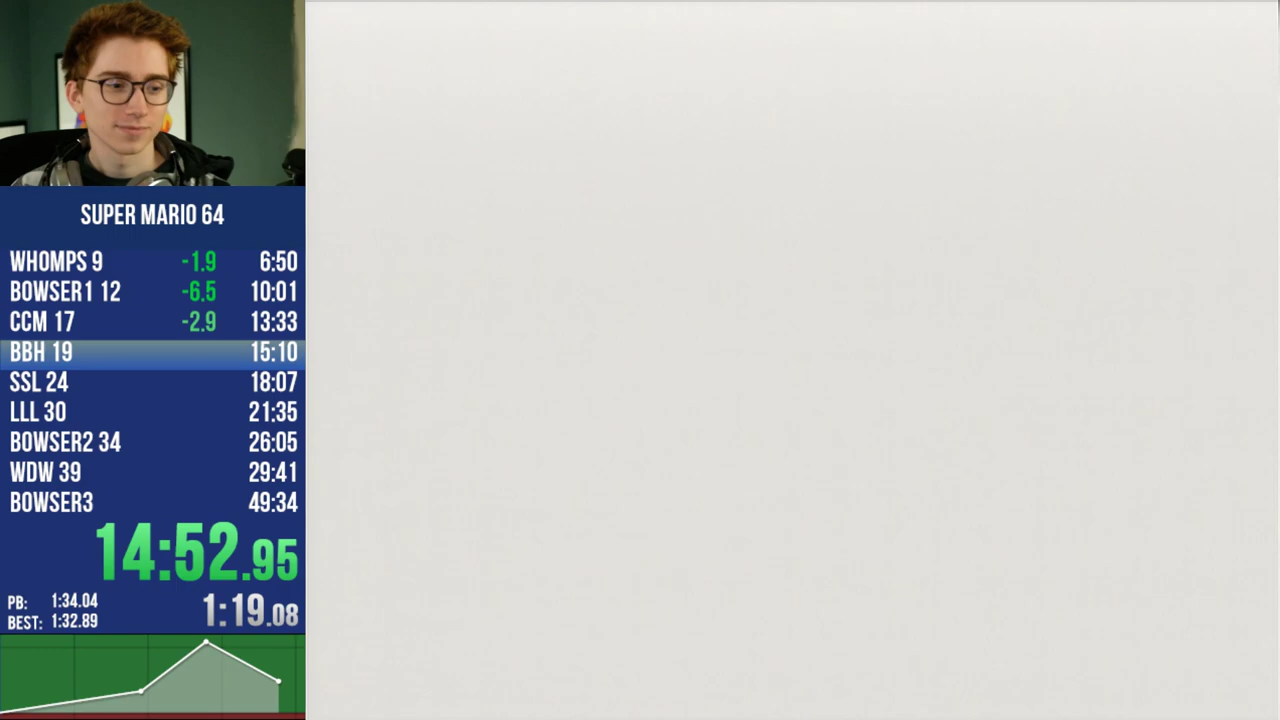 SUPER MARIO 64
WHOMPS 9 -1.9 6:50
BOWSER1 12 -6.5 10:01
CCM 17 -2.9 13:33
BBH 19 15:10
SSL 24 18:07
LLL 30 21:35
BOWSER2 34 26:05
WDW 39 29:41
BOWSER3 49:34
14:52.95
PB: 1:34.04
BEST: 1:32.89
1:19.08